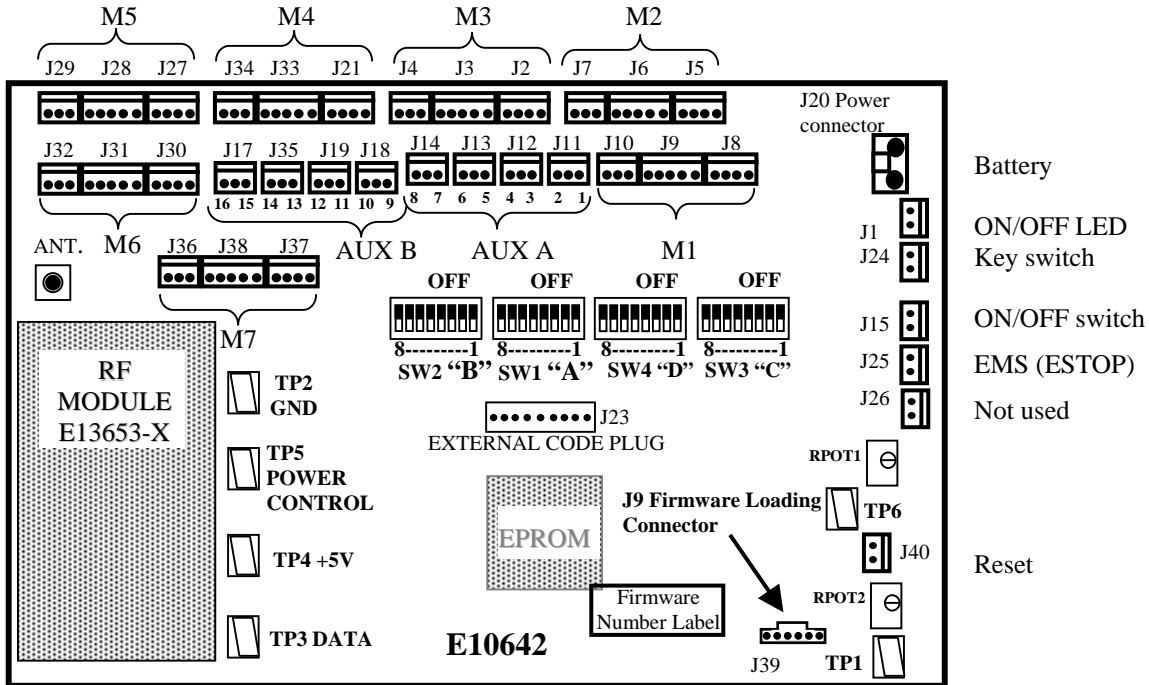 M5 M4 M3 M2
J29 J28 J27 J34 J33 J21 J4 J3 J2 J7 J6 J5
J20 Power
connector
Battery
J32 J31 J30 J17 J35 J19 J18 J14 J13 J12 J11 J10 J9 J8
16 15 14 13 12 11 10 9 8 7 6 5 4 3 2 1
J1 ON/OFF LED
J24 Key switch
ANT. M6 J36 J38 J37 AUX B AUX A M1
OFF OFF OFF OFF
J15 ON/OFF switch
M7
8---------1 8---------1 8---------1 8---------1
SW2 “B” SW1 “A” SW4 “D” SW3 “C”
J25 EMS (ESTOP)
J26 Not used
RF
MODULE
E13653-X
TP2
GND
J23
EXTERNAL CODE PLUG
TP5
POWER
CONTROL
RPOT1
J9 Firmware Loading
Connector
TP6
EPROM
TP4 +5V
J40
Reset
Firmware
Number Label
RPOT2
TP3 DATA
E10642
J39
TP1